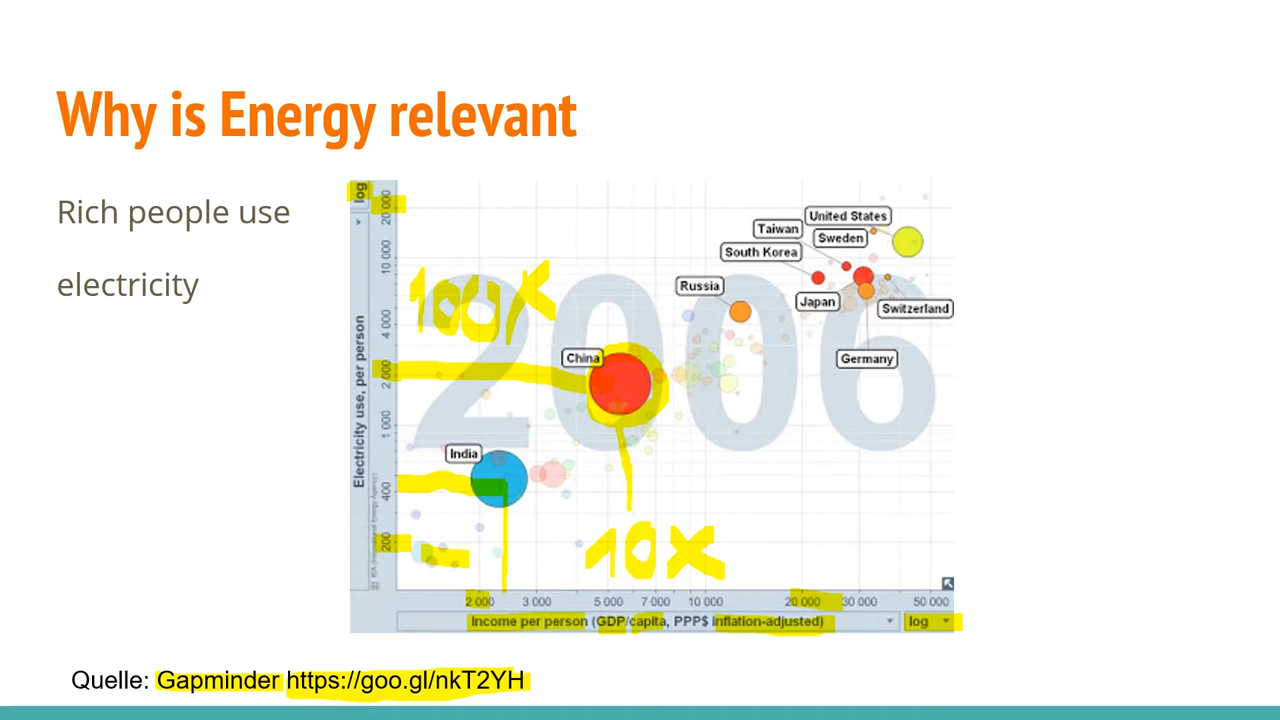 Why is Energy relevant
Rich people use
electricity
log
20 000
10 000
4 000
2 000
1 000
400
200
Electricity use, per person
2006
100x
United States
Taiwan
Sweden
South Korea
Russia
Japan
Switzerland
China
Germany
India
10x
2 000 3 000 5 000 7 000 10 000 20 000 30 000 50 000
Income per person (GDP/capita, PPP$ inflation-adjusted) log
Quelle: Gapminder https://goo.gl/nkT2YH